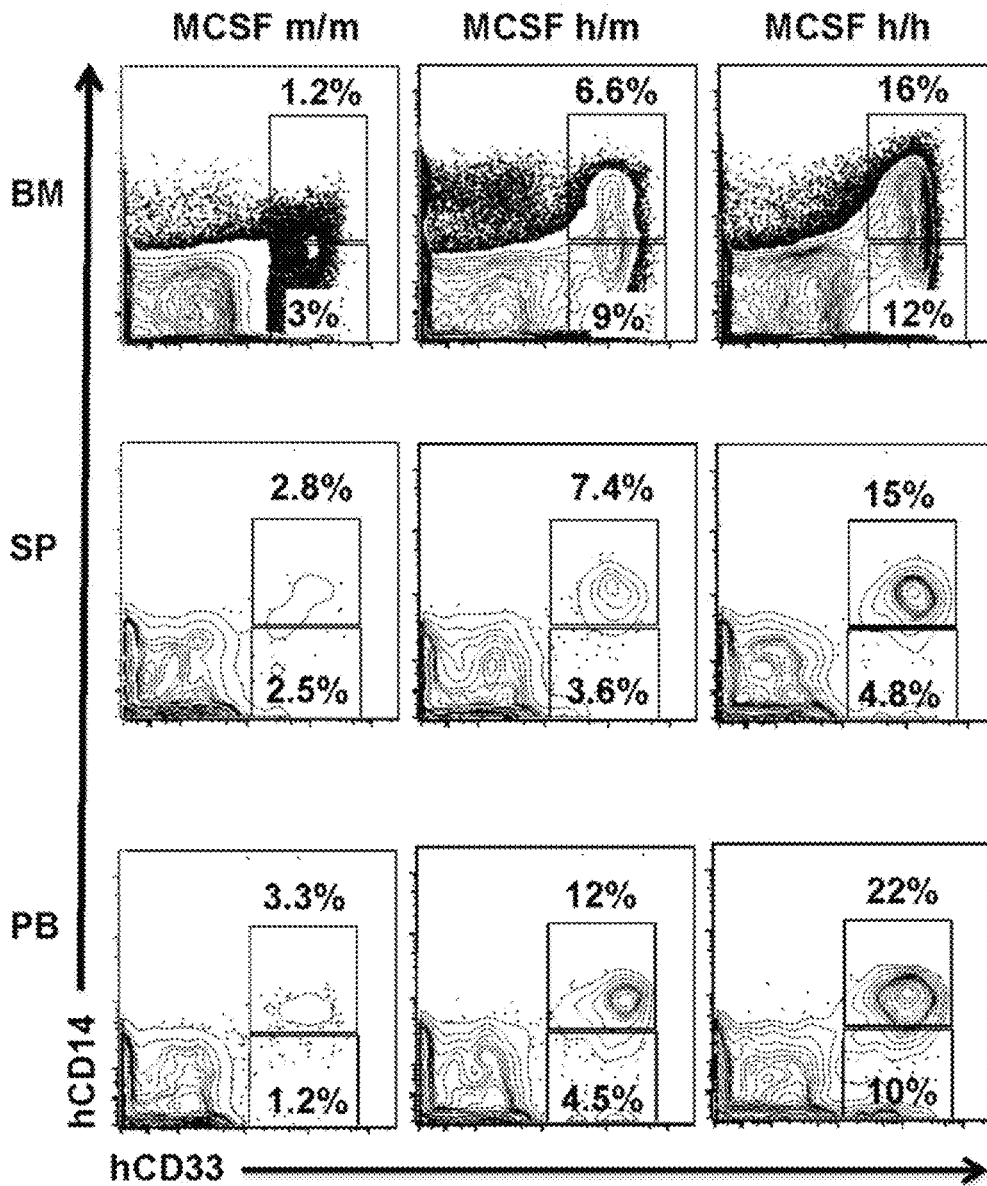 MCSF m/m MCSF h/m MCSF h/h
1.2% 6.6% 16%
BM
3% 9% 12%
2.8% 7.4% 15%
SP
2.5% 3.6% 4.8%
3.3% 12% 22%
PB
1.2% 4.5% 10%
hCD14
hCD33